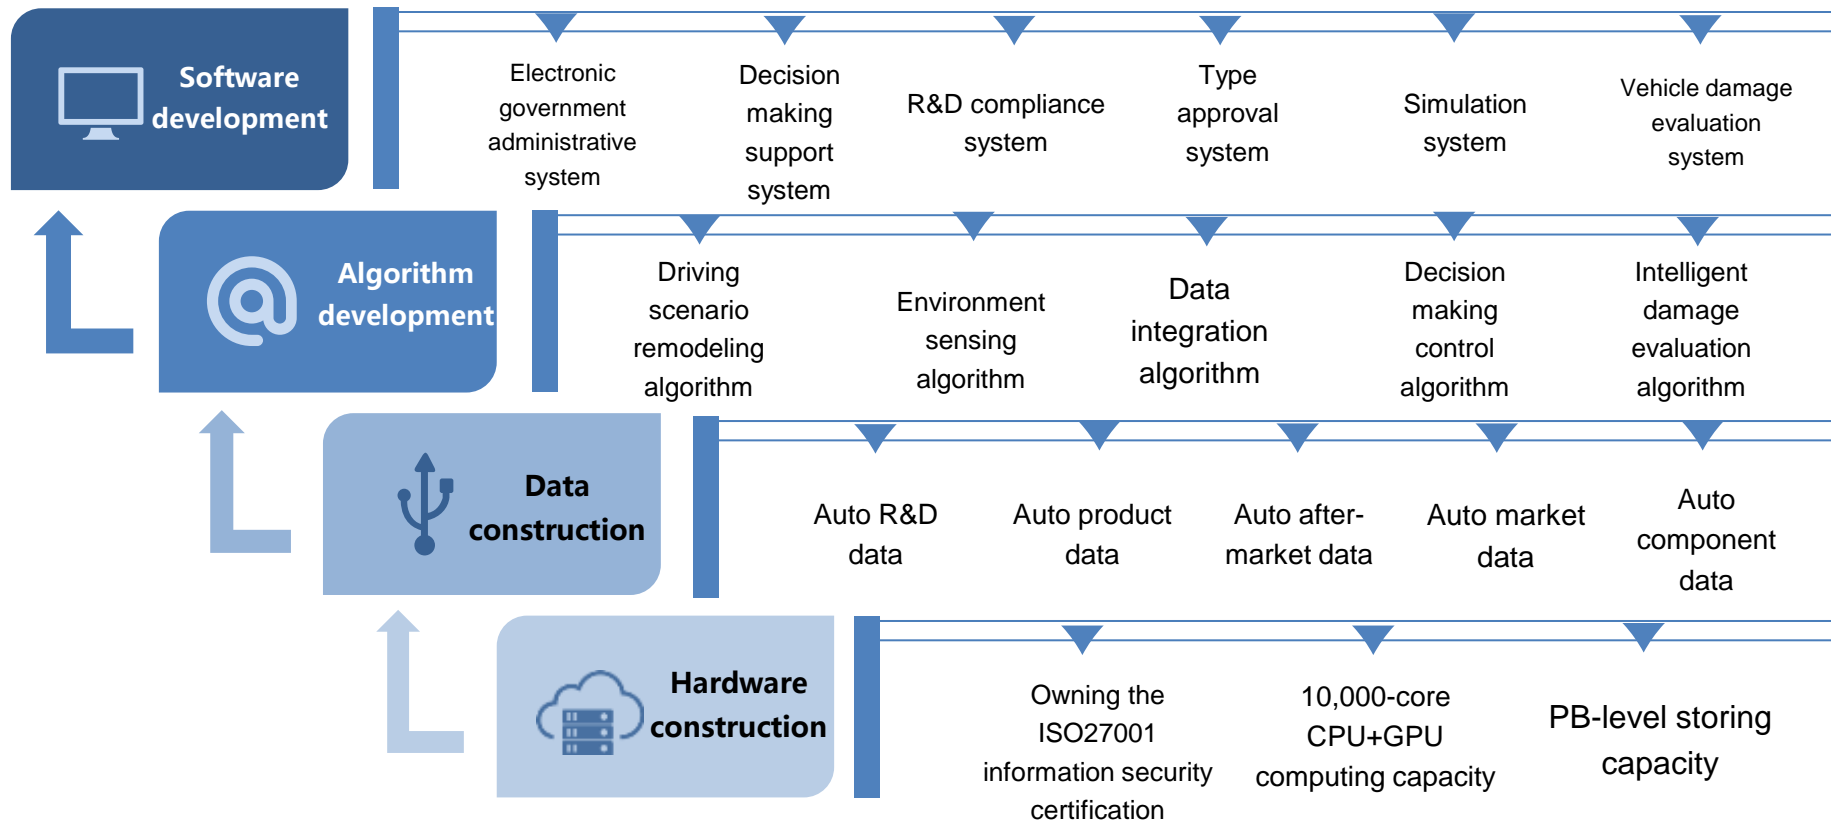 Software
development
Electronic
government
administrative
system
Decision
making
support
system
R&D compliance
system
Type
approval
system
Simulation
system
Vehicle damage
evaluation
system
Algorithm
development
Driving
scenario
remodeling
algorithm
Environment
sensing
algorithm
Data
integration
algorithm
Decision
making
control
algorithm
Intelligent
damage
evaluation
algorithm
Data
construction
Auto R&D
data
Auto product
data
Auto after-
market data
Auto market
data
Auto
component
data
Hardware
construction
Owning the
ISO27001
information security
certification
10,000-core
CPU+GPU
computing capacity
PB-level storing
capacity